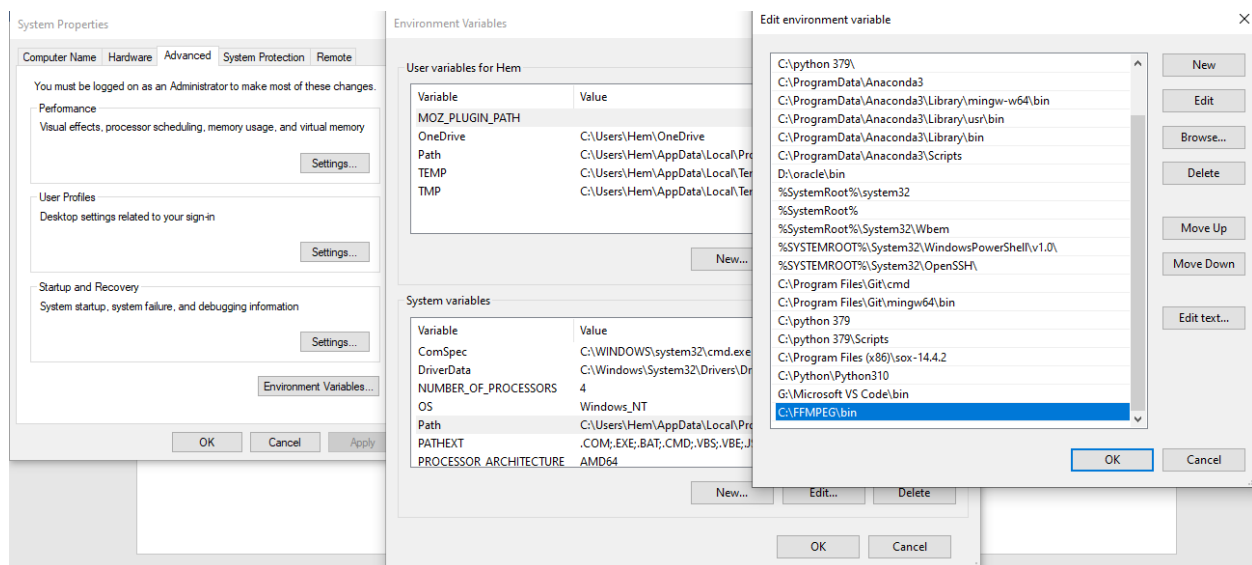 System Properties
Computer Name Hardware Advanced System Protection Remote
You must be logged on as an Administrator to make most of these changes.
Performance
Visual effects, processor scheduling, memory usage, and virtual memory
Settings...
User Profiles
Desktop settings related to your sign-in
Settings...
Startup and Recovery
System startup, system failure, and debugging information
Settings...
Environment Variables...
OK Cancel Apply
Environment Variables
User variables for Hem
Variable Value
MOZ_PLUGIN_PATH
OneDrive C:\Users\Hem\OneDrive
Path C:\Users\Hem\AppData\Local\Pro
TEMP C:\Users\Hem\AppData\Local\Ter
TMP C:\Users\Hem\AppData\Local\Ter
New...
System variables
Variable Value
ComSpec C:\WINDOWS\system32\cmd.exe
DriverData C:\Windows\System32\Drivers\Dr
NUMBER_OF_PROCESSORS 4
OS Windows_NT
Path C:\Users\Hem\AppData\Local\Pro
PATHEXT .COM;.EXE;.BAT;.CMD;.VBS;.VBE;.JS
PROCESSOR_ARCHITECTURE AMD64
New... Edit... Delete
OK Cancel
Edit environment variable
C:\python 379\
C:\ProgramData\Anaconda3
C:\ProgramData\Anaconda3\Library\mingw-w64\bin
C:\ProgramData\Anaconda3\Library\usr\bin
C:\ProgramData\Anaconda3\Library\bin
C:\ProgramData\Anaconda3\Scripts
D:\oracle\bin
%SystemRoot%\system32
%SystemRoot%
%SystemRoot%\System32\Wbem
%SYSTEMROOT%\System32\WindowsPowerShell\v1.0\
%SYSTEMROOT%\System32\OpenSSH\
C:\Program Files\Git\cmd
C:\Program Files\Git\mingw64\bin
C:\python 379
C:\python 379\Scripts
C:\Program Files (x86)\sox-14.4.2
C:\Python\Python310
G:\Microsoft VS Code\bin
C:\FFMPEG\bin
New
Edit
Browse...
Delete
Move Up
Move Down
Edit text...
OK Cancel